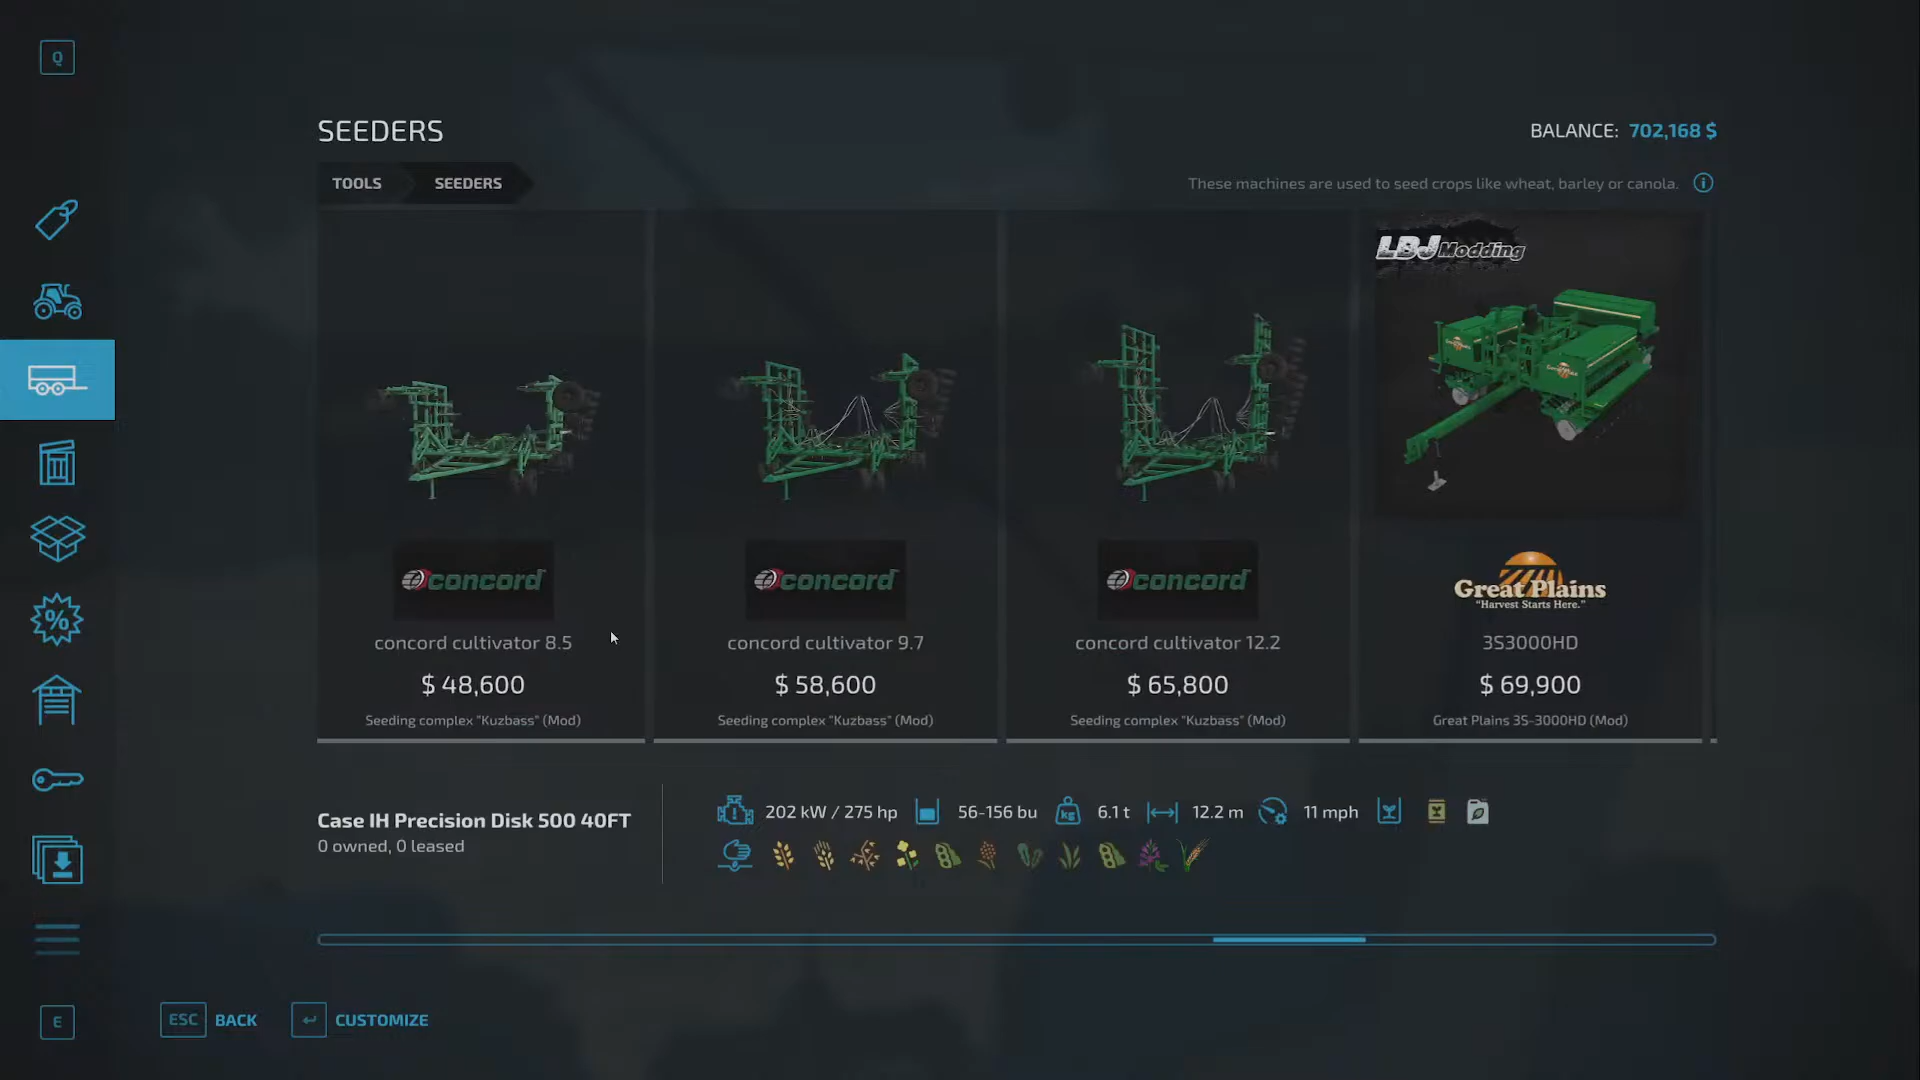 Q
SEEDERS
BALANCE: 702,168 $
TOOLS SEEDERS
These machines are used to seed crops like wheat, barley or canola.
LBJ Modding
concord
concord cultivator 8.5
$ 48,600
Seeding complex "Kuzbass" (Mod)
concord
concord cultivator 9.7
$ 58,600
Seeding complex "Kuzbass" (Mod)
concord
concord cultivator 12.2
$ 65,800
Seeding complex "Kuzbass" (Mod)
Great Plains
"Harvest Starts Here."
3S3000HD
$ 69,900
Great Plains 3S-3000HD (Mod)
Case IH Precision Disk 500 40FT
0 owned, 0 leased
202 kW / 275 hp 56-156 bu kg 6.1 t 12.2 m 11 mph
%
E
ESC BACK CUSTOMIZE